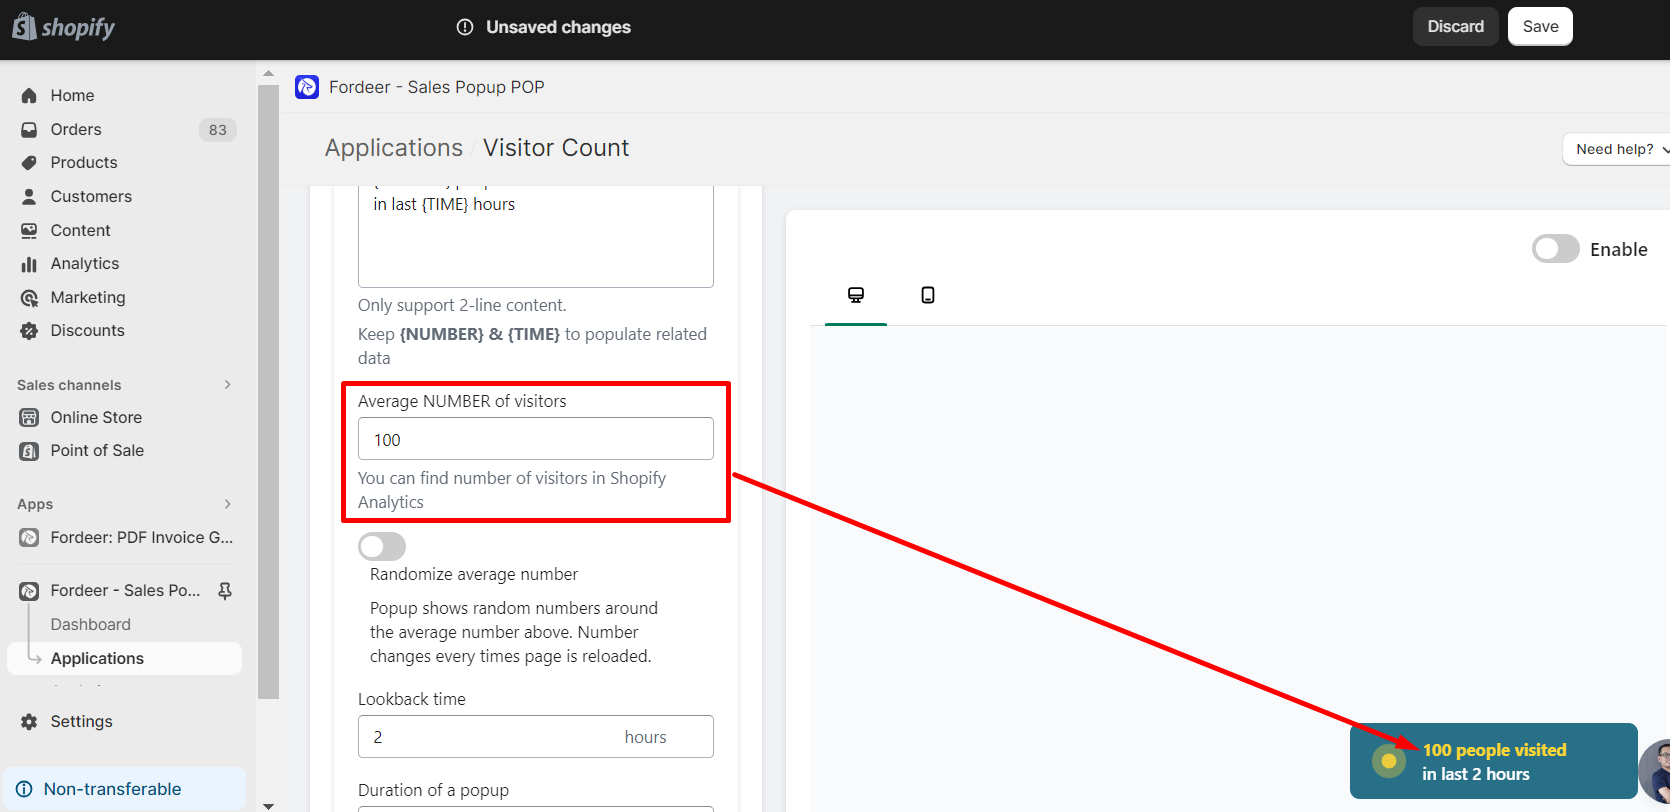 shopify
Unsaved changes
Discard
Save
Home
Orders
83
Products
Customers
Content
Analytics
Marketing
Discounts
Sales channels
Online Store
Point of Sale
Apps
Fordeer: PDF Invoice G...
Fordeer - Sales Po...
Dashboard
Applications
Settings
Non-transferable
Fordeer - Sales Popup POP
Applications / Visitor Count
Need help?
in last {TIME} hours
Only support 2-line content.
Keep {NUMBER} & {TIME} to populate related
data
Average NUMBER of visitors
100
You can find number of visitors in Shopify
Analytics
Randomize average number
Popup shows random numbers around
the average number above. Number
changes every times page is reloaded.
Lookback time
2
hours
Duration of a popup
Enable
100 people visited
in last 2 hours